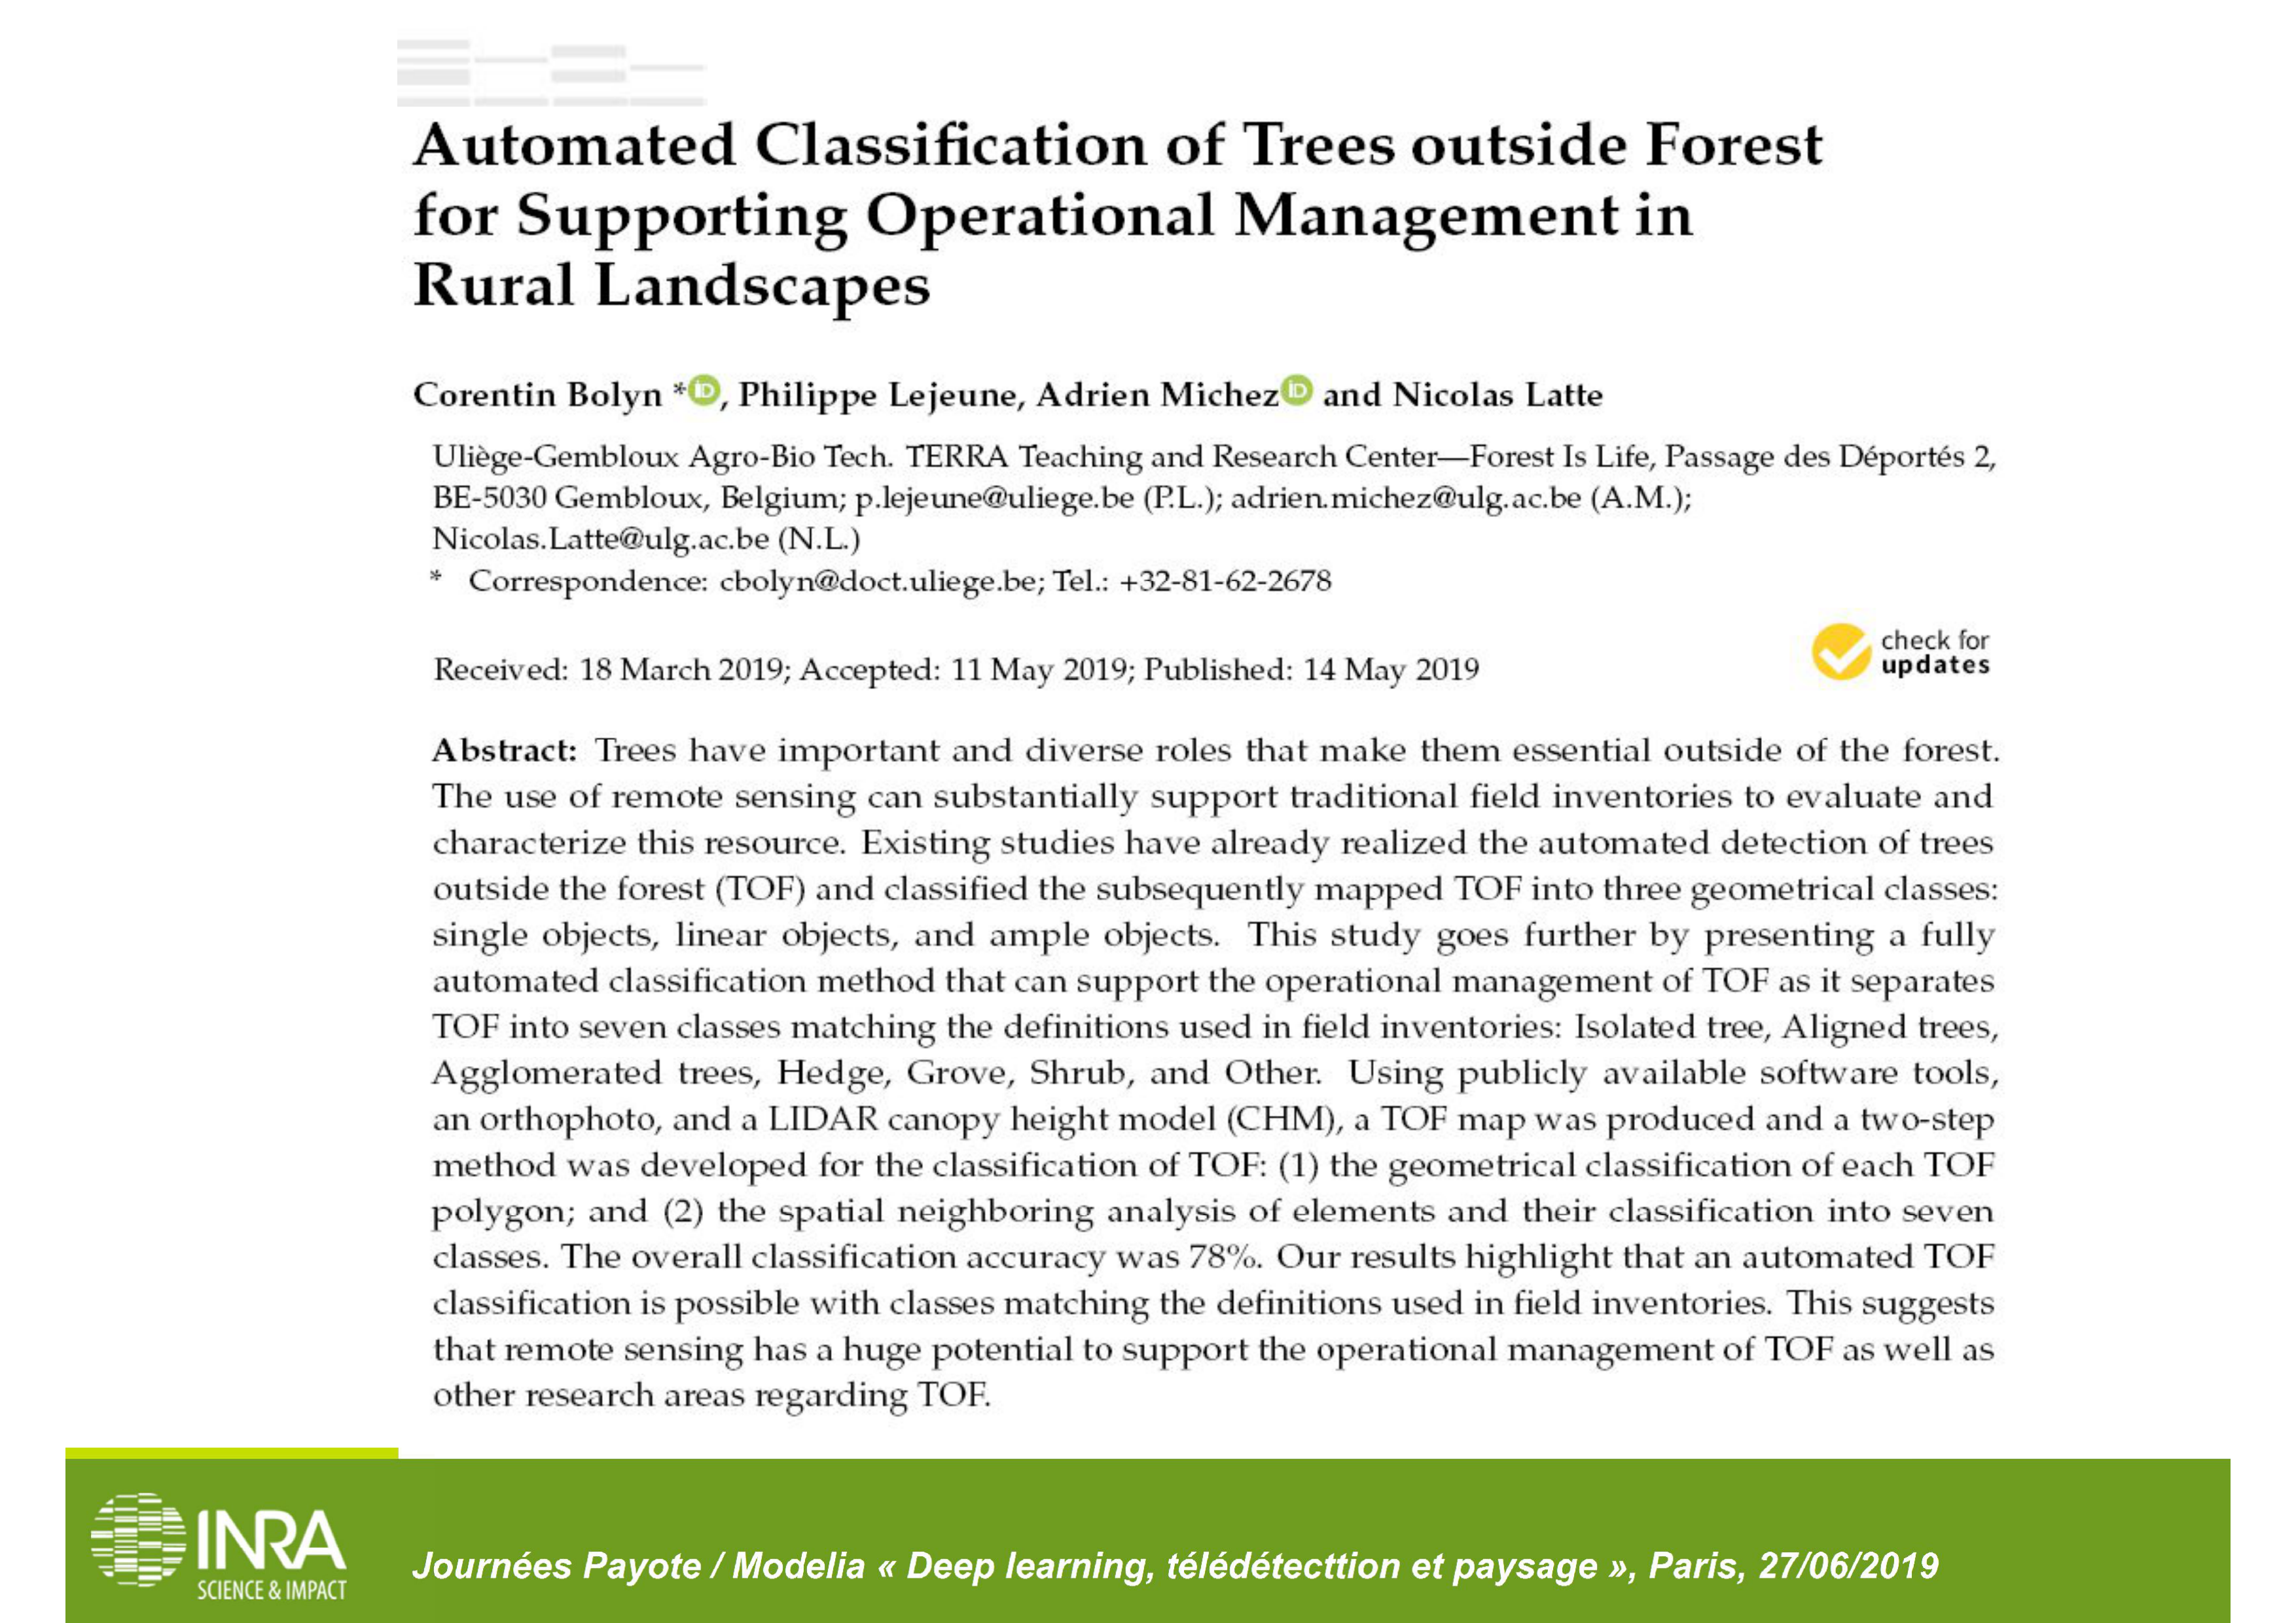 Automated Classification of Trees outside Forest
for Supporting Operational Management in
Rural Landscapes
Corentin Bolyn * iD, Philippe Lejeune, Adrien Michez iD and Nicolas Latte
Uliège-Gembloux Agro-Bio Tech. TERRA Teaching and Research Center—Forest Is Life, Passage des Déportés 2,
BE-5030 Gembloux, Belgium; p.lejeune@uliege.be (P.L.); adrien.michez@ulg.ac.be (A.M.);
Nicolas.Latte@ulg.ac.be (N.L.)
* Correspondence: cbolyn@doct.uliege.be; Tel.: +32-81-62-2678
check for
updates
Received: 18 March 2019; Accepted: 11 May 2019; Published: 14 May 2019
Abstract: Trees have important and diverse roles that make them essential outside of the forest.
The use of remote sensing can substantially support traditional field inventories to evaluate and
characterize this resource. Existing studies have already realized the automated detection of trees
outside the forest (TOF) and classified the subsequently mapped TOF into three geometrical classes:
single objects, linear objects, and ample objects. This study goes further by presenting a fully
automated classification method that can support the operational management of TOF as it separates
TOF into seven classes matching the definitions used in field inventories: Isolated tree, Aligned trees,
Agglomerated trees, Hedge, Grove, Shrub, and Other. Using publicly available software tools,
an orthophoto, and a LIDAR canopy height model (CHM), a TOF map was produced and a two-step
method was developed for the classification of TOF: (1) the geometrical classification of each TOF
polygon; and (2) the spatial neighboring analysis of elements and their classification into seven
classes. The overall classification accuracy was 78%. Our results highlight that an automated TOF
classification is possible with classes matching the definitions used in field inventories. This suggests
that remote sensing has a huge potential to support the operational management of TOF as well as
other research areas regarding TOF.
INRA
SCIENCE & IMPACT
Journées Payote / Modelia « Deep learning, télédétecttion et paysage », Paris, 27/06/2019